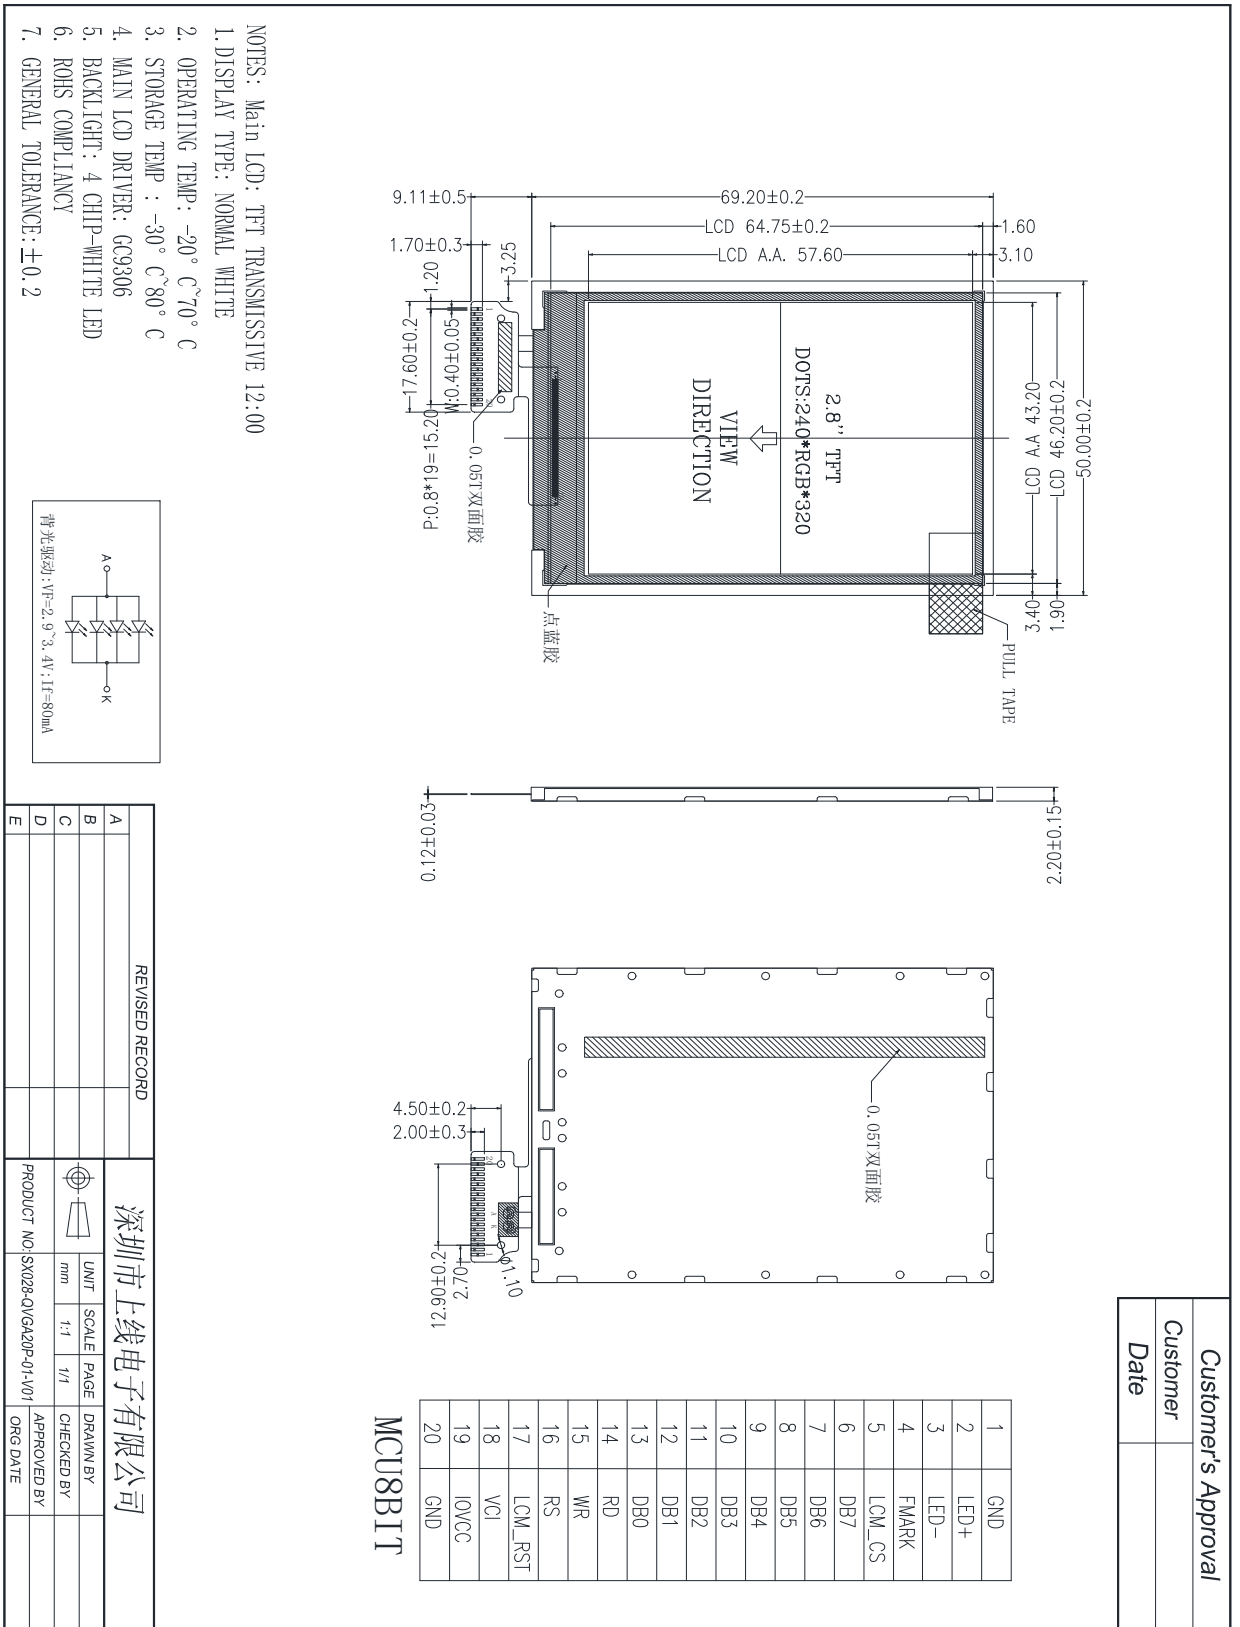 Customer's Approval
Customer
Date
69.20±0.2
9.11±0.5
LCD 64.75±0.2
1.60
1.70±0.3
LCD A.A. 57.60
3.10
3.25
1.20
17.60±0.2
W:0.40±0.05
P:0.8*19=15.20
1
20
0.05T双面胶
点蓝胶
2.8'' TFT
DOTS:240*RGB*320
VIEW
DIRECTION
LCD A.A 43.20
LCD 46.20±0.2
50.00±0.2
3.40
1.90
PULL TAPE
2.20±0.15
0.12±0.03
0.05T双面胶
4.50±0.2
2.00±0.3
20
A
K
1
ϕ1.10
2.70
12.90±0.2
1 GND
2 LED+
3 LED-
4 FMARK
5 LCM_CS
6 DB7
7 DB6
8 DB5
9 DB4
10 DB3
11 DB2
12 DB1
13 DB0
14 RD
15 WR
16 RS
17 LCM_RST
18 VCI
19 IOVCC
20 GND
MCU8BIT
NOTES: Main LCD: TFT TRANSMISSIVE 12:00
1. DISPLAY TYPE: NORMAL WHITE
2. OPERATING TEMP: -20° C~70° C
3. STORAGE TEMP : -30° C~80° C
4. MAIN LCD DRIVER: GC9306
5. BACKLIGHT: 4 CHIP-WHITE LED
6. ROHS COMPLIANCY
7. GENERAL TOLERANCE:±0.2
A
K
背光驱动:VF=2.9~3.4V;If=80mA
REVISED RECORD
A
B
C
D
E
深圳市上线电子有限公司
UNIT SCALE PAGE DRAWN BY
mm 1:1 1/1 CHECKED BY
APPROVED BY
PRODUCT NO: SX028-QVGA20P-01-V01
ORG DATE